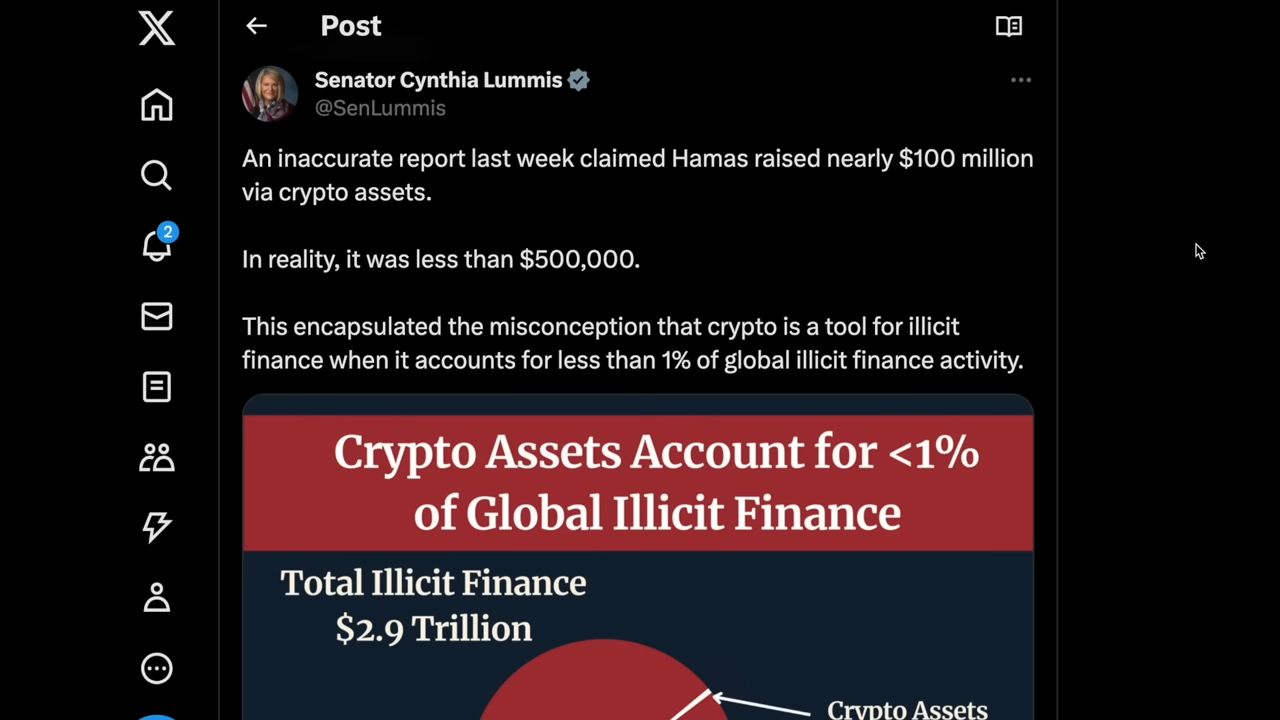 Post
Senator Cynthia Lummis
@SenLummis
An inaccurate report last week claimed Hamas raised nearly $100 million
via crypto assets.
In reality, it was less than $500,000.
This encapsulated the misconception that crypto is a tool for illicit
finance when it accounts for less than 1% of global illicit finance activity.
2
Crypto Assets Account for <1%
of Global Illicit Finance
Total Illicit Finance
$2.9 Trillion
Crypto Assets